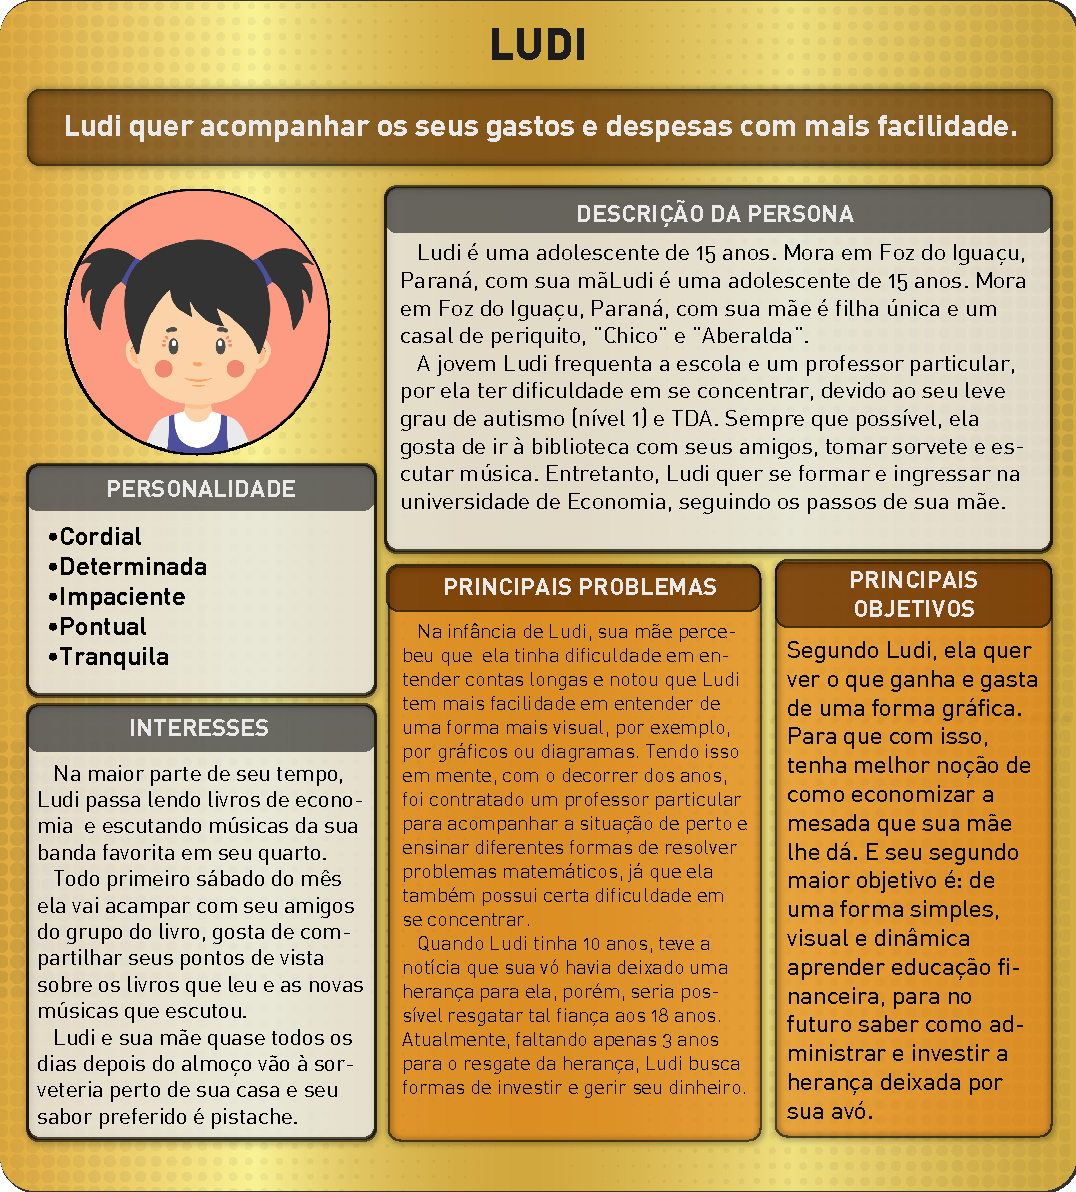 LUDI
Ludi quer acompanhar os seus gastos e despesas com mais facilidade.
DESCRIÇÃO DA PERSONA
Ludi é uma adolescente de 15 anos. Mora em Foz do Iguaçu,
Paraná, com sua mãLudi é uma adolescente de 15 anos. Mora
em Foz do Iguaçu, Paraná, com sua mãe é filha única e um
casal de periquito, "Chico" e "Aberalda".
A jovem Ludi frequenta a escola e um professor particular,
por ela ter dificuldade em se concentrar, devido ao seu leve
grau de autismo (nível 1) e TDA. Sempre que possível, ela
gosta de ir à biblioteca com seus amigos, tomar sorvete e es-
cutar música. Entretanto, Ludi quer se formar e ingressar na
universidade de Economia, seguindo os passos de sua mãe.
PERSONALIDADE
•Cordial
•Determinada
•Impaciente
•Pontual
•Tranquila
INTERESSES
Na maior parte de seu tempo,
Ludi passa lendo livros de econo-
mia e escutando músicas da sua
banda favorita em seu quarto.
Todo primeiro sábado do mês
ela vai acampar com seu amigos
do grupo do livro, gosta de com-
partilhar seus pontos de vista
sobre os livros que leu e as novas
músicas que escutou.
Ludi e sua mãe quase todos os
dias depois do almoço vão à sor-
veteria perto de sua casa e seu
sabor preferido é pistache.
PRINCIPAIS PROBLEMAS
Na infância de Ludi, sua mãe perce-
beu que ela tinha dificuldade em en-
tender contas longas e notou que Ludi
tem mais facilidade em entender de
uma forma mais visual, por exemplo,
por gráficos ou diagramas. Tendo isso
em mente, com o decorrer dos anos,
foi contratado um professor particular
para acompanhar a situação de perto e
ensinar diferentes formas de resolver
problemas matemáticos, já que ela
também possui certa dificuldade em
se concentrar.
Quando Ludi tinha 10 anos, teve a
notícia que sua vó havia deixado uma
herança para ela, porém, seria pos-
sível resgatar tal fiança aos 18 anos.
Atualmente, faltando apenas 3 anos
para o resgate da herança, Ludi busca
formas de investir e gerir seu dinheiro.
PRINCIPAIS
OBJETIVOS
Segundo Ludi, ela quer
ver o que ganha e gasta
de uma forma gráfica.
Para que com isso,
tenha melhor noção de
como economizar a
mesada que sua mãe
lhe dá. E seu segundo
maior objetivo é: de
uma forma simples,
visual e dinâmica
aprender educação fi-
nanceira, para no
futuro saber como ad-
ministrar e investir a
herança deixada por
sua avó.